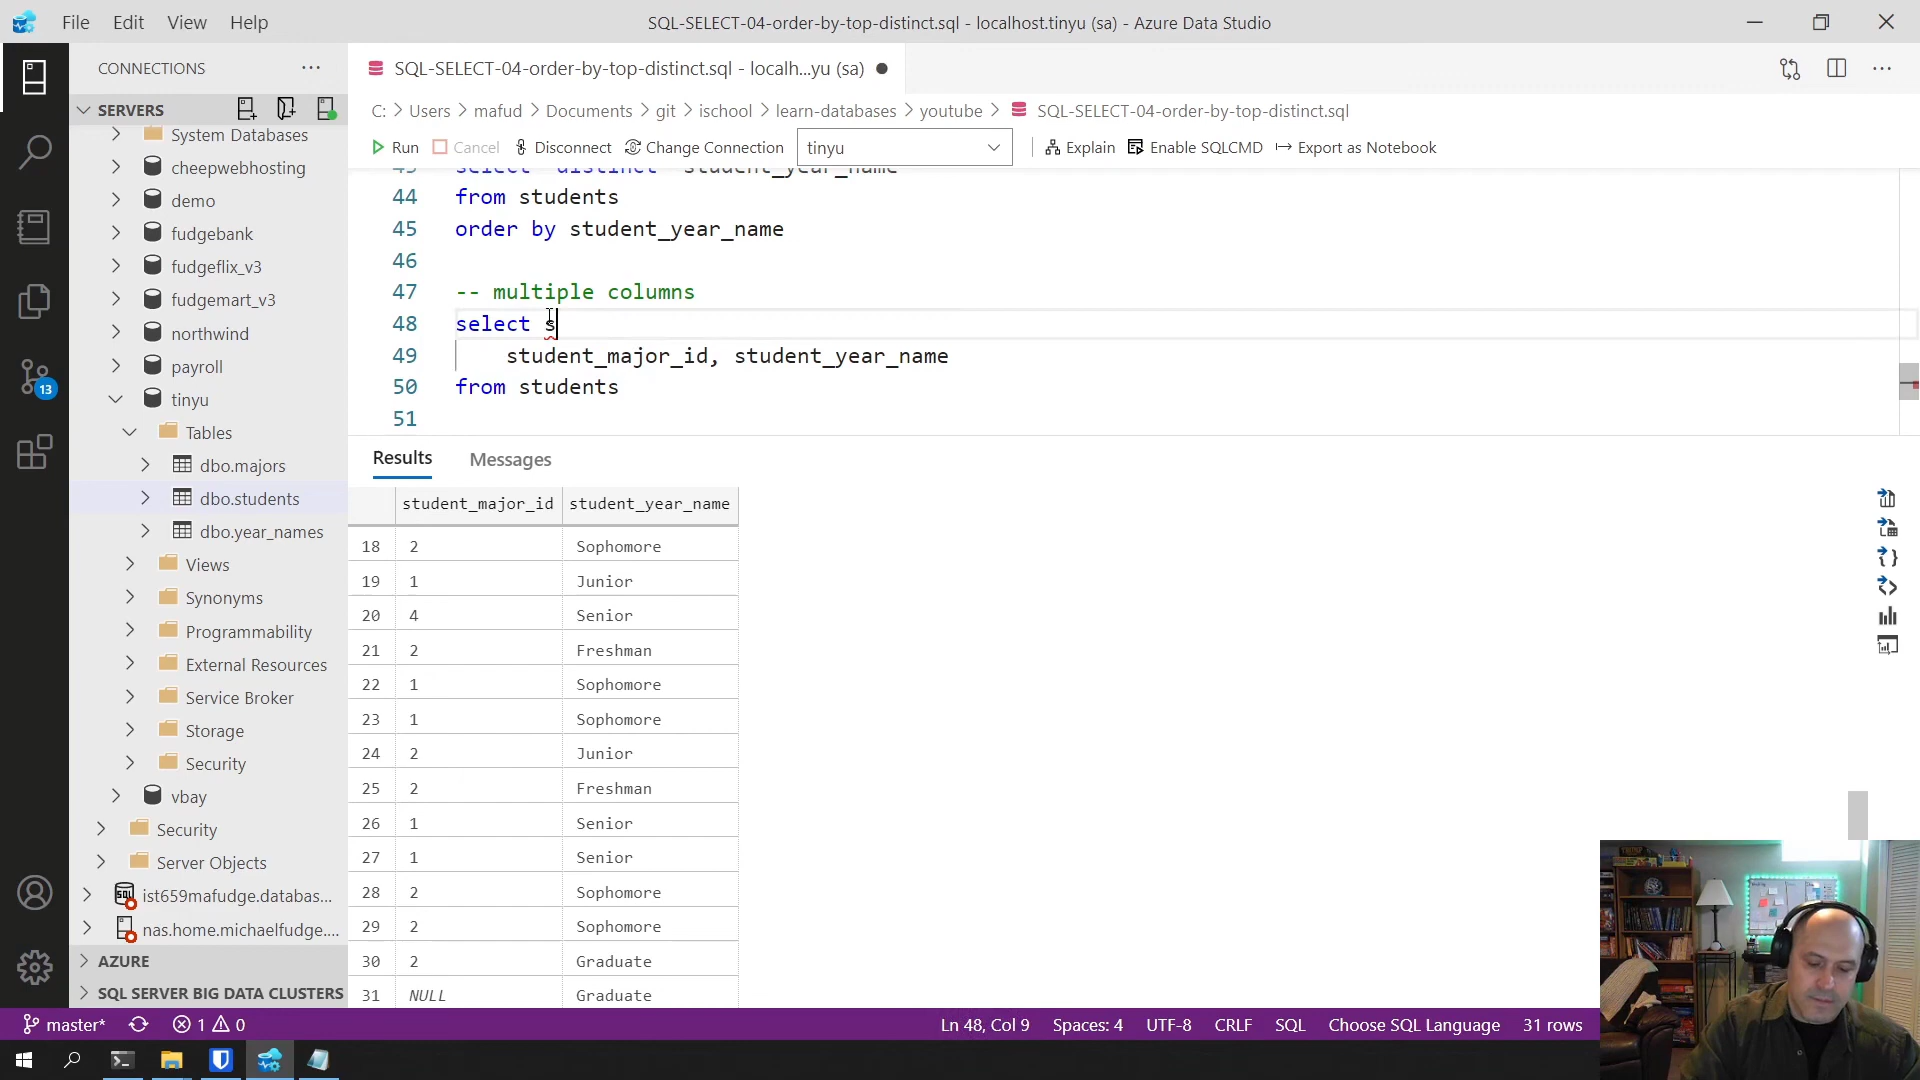 File Edit View Help
SQL-SELECT-04-order-by-top-distinct.sql - localhost.tinyu (sa) - Azure Data Studio
CONNECTIONS
SQL-SELECT-04-order-by-top-distinct.sql - localh...yu (sa)
SERVERS
C: > Users > mafud > Documents > git > ischool > learn-databases > youtube > SQL-SELECT-04-order-by-top-distinct.sql
Run Cancel Disconnect Change Connection tinyu Explain Enable SQLCMD Export as Notebook
System Databases
cheepwebhosting
demo
fudgebank
fudgeflix_v3
fudgemart_v3
northwind
payroll
tinyu
Tables
dbo.majors
dbo.students
dbo.year_names
Views
Synonyms
Programmability
External Resources
Service Broker
Storage
Security
vbay
Security
Server Objects
ist659mafudge.databas...
nas.home.michaelfudge....
AZURE
SQL SERVER BIG DATA CLUSTERS
13
43 select distinct student_year_name
44 from students
45 order by student_year_name
46
47 -- multiple columns
48 select s
49 student_major_id, student_year_name
50 from students
51
Results Messages
student_major_id student_year_name
18 2 Sophomore
19 1 Junior
20 4 Senior
21 2 Freshman
22 1 Sophomore
23 1 Sophomore
24 2 Junior
25 2 Freshman
26 1 Senior
27 1 Senior
28 2 Sophomore
29 2 Sophomore
30 2 Graduate
31 NULL Graduate
master* 1 0 Ln 48, Col 9 Spaces: 4 UTF-8 CRLF SQL Choose SQL Language 31 rows